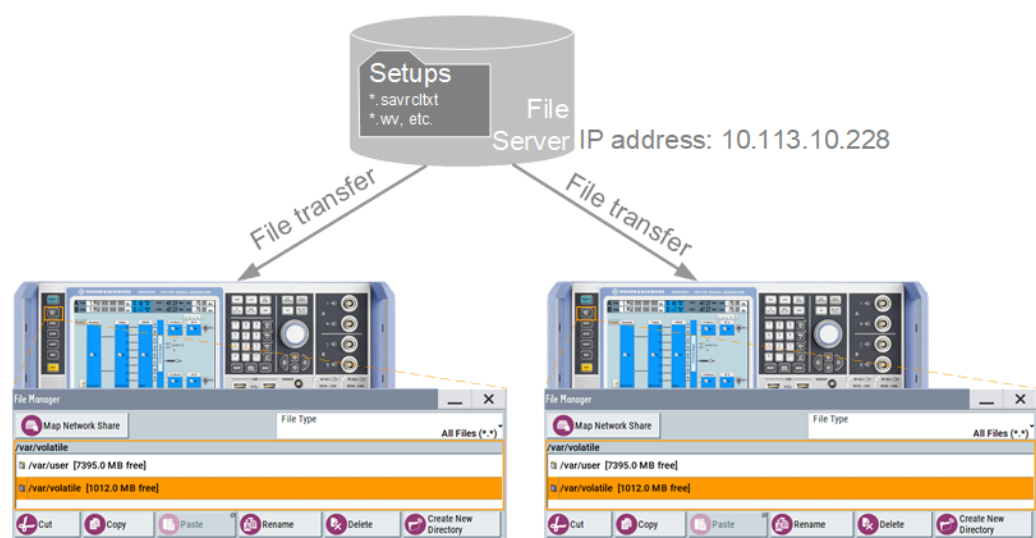 Setups
*.savrcltxt
*.wv, etc.
File
Server
IP address: 10.113.10.228
File transfer
File transfer
ROHDE & SCHWARZ
ROHDE & SCHWARZ
File Manager
Map Network Share
File Type
All Files (*.*)
/var/volatile
/var/user [7395.0 MB free]
/var/volatile [1012.0 MB free]
Cut
Copy
Paste
Rename
Delete
Create New
Directory
File Manager
Map Network Share
File Type
All Files (*.*)
/var/volatile
/var/user [7395.0 MB free]
/var/volatile [1012.0 MB free]
Cut
Copy
Paste
Rename
Delete
Create New
Directory